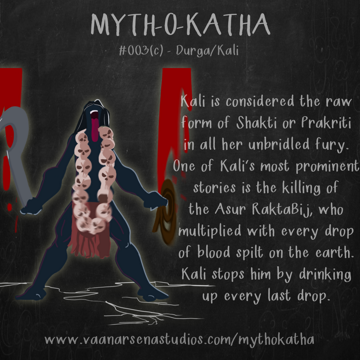 MYTH-O-KATHA
#003(c) - Durga/Kali
Kali is considered the raw
form of Shakti or Prakriti
in all her unbridled fury.
One of Kali's most prominent
stories is the killing of
the Asur RaktaBij, who
multiplied with every drop
of blood spilt on the earth.
Kali stops him by drinking
up every last drop.
www.vaanarsenastudios.com/mythokatha